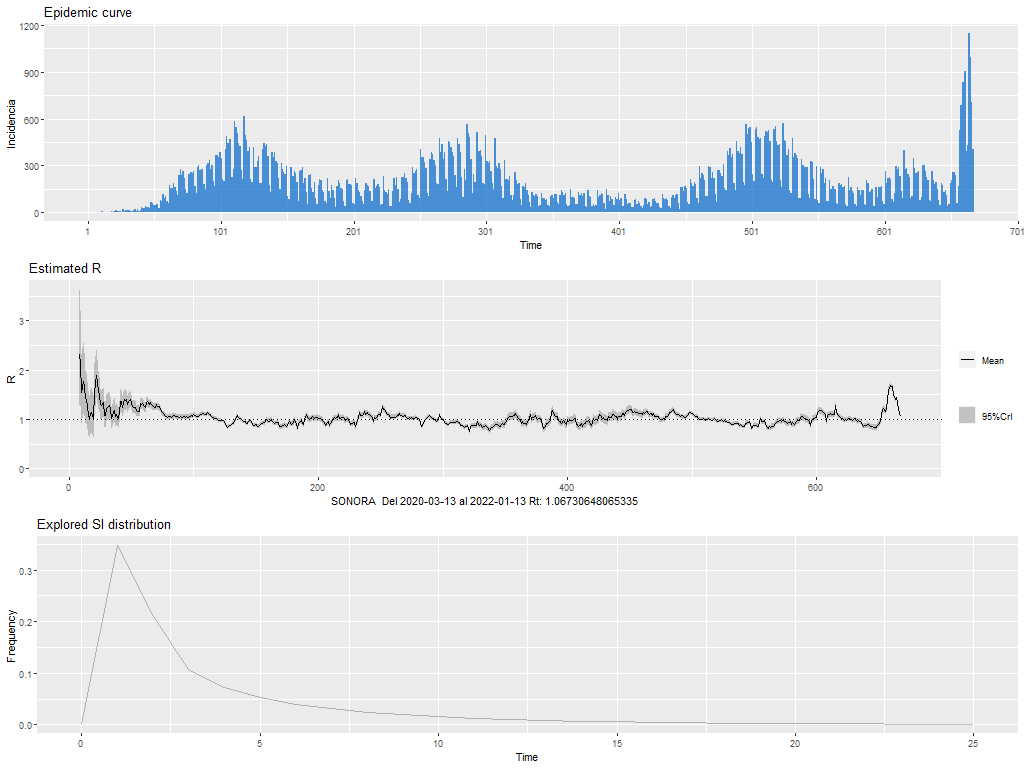 Epidemic curve
1200
900
600
300
0
Incidencia
1 101 201 301 401 501 601 701
Time
Estimated R
3
2
1
0
R
Mean
95%CrI
0 200 400 600
SONORA  Del 2020-03-13 al 2022-01-13 Rt: 1.06730648065335
Explored SI distribution
0.3
0.2
0.1
0.0
Frequency
0 5 10 15 20 25
Time